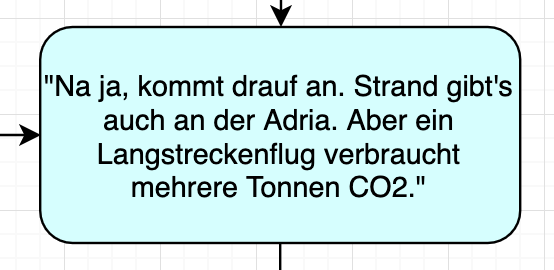 "Na ja, kommt drauf an. Strand gibt's
auch an der Adria. Aber ein
Langstreckenflug verbraucht
mehrere Tonnen CO2."